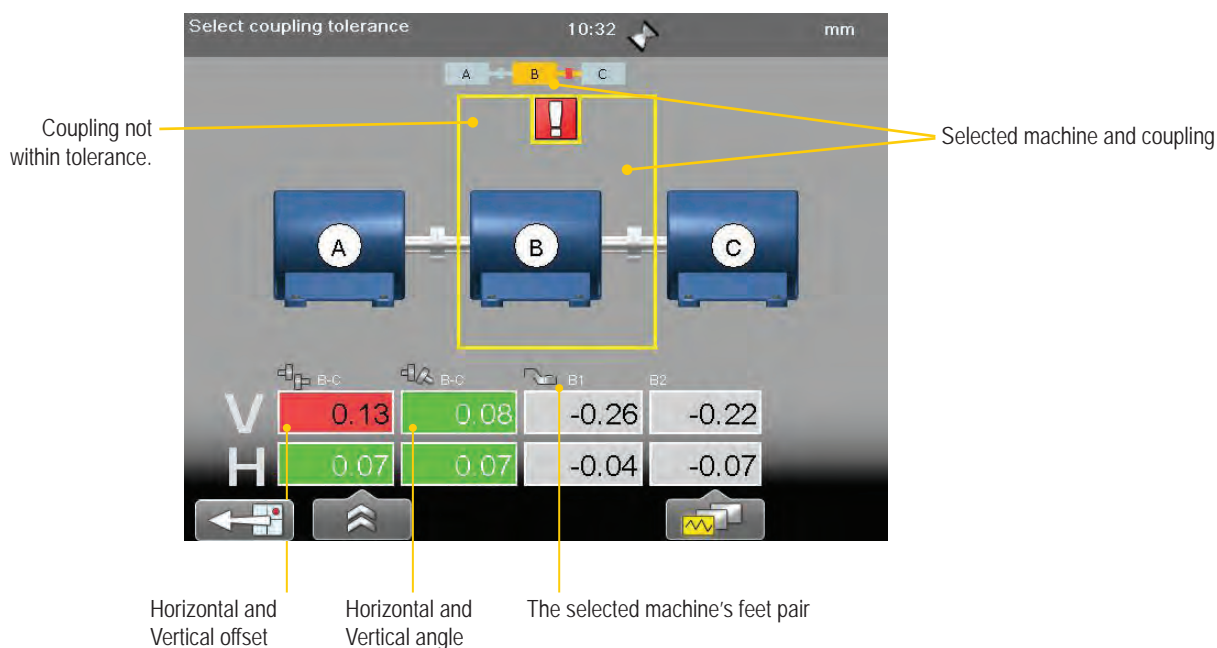 Select coupling tolerance 10:32 mm
A B C
!
Coupling not
within tolerance.
Selected machine and coupling
A B C
B-C B-C B1 B2
V 0.13 0.08 -0.26 -0.22
H 0.07 0.07 -0.04 -0.07
Horizontal and
Vertical offset
Horizontal and
Vertical angle
The selected machine's feet pair